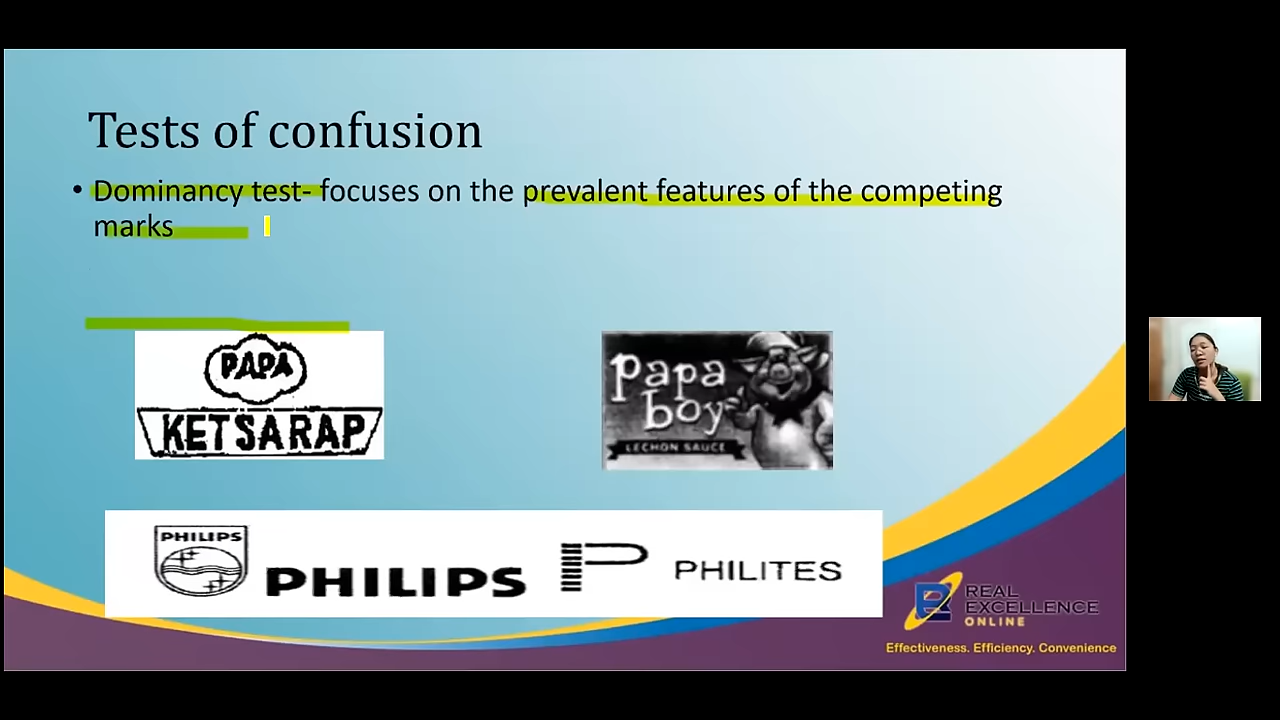 Tests of confusion
• Dominancy test- focuses on the prevalent features of the competing
marks
PAPA
KETSARAP
papa
boy
LECHON SAUCE
PHILIPS
PHILIPS
PHILITES
REAL
EXCELLENCE
ONLINE
Effectiveness. Efficiency. Convenience